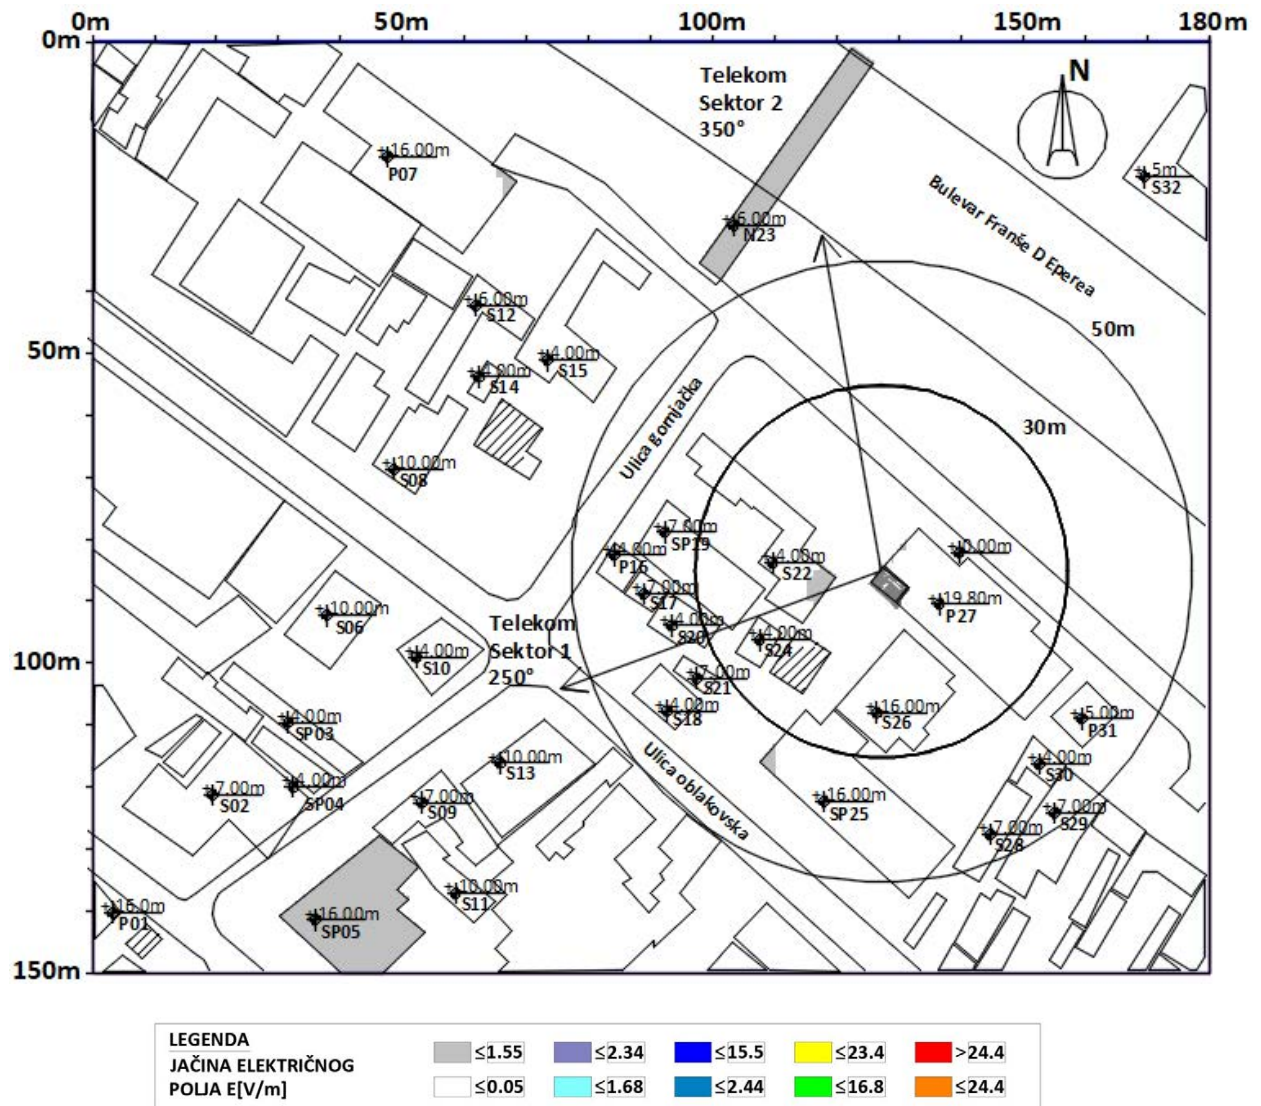 0m
50m
100m
150m
180m
0m
Telekom
Sektor 2
350°
N
+16.00m
P07
+.5m
S32
Bulevar Franše D Eperea
+6.00m
N23
+6.00m
S12
50m
50m
+4.00m
S15
+4.00m
S14
Ulica gornjačka
30m
+10.00m
S08
+7.00m
SP19
P16
+4.00m
S22
+0.00m
+7.00m
S17
+19.80m
P27
+10.00m
S06
+4.00m
S20
Telekom
Sektor 1
250°
+4.00m
S24
+4.00m
S10
100m
+7.00m
S21
+4.00m
S18
+16.00m
S26
+5.00m
P31
+4.00m
SP03
Ulica oblakovska
+10.00m
S13
+4.00m
S30
+4.00m
SP04
+7.00m
S02
+7.00m
S09
+16.00m
SP25
+7.00m
S29
+7.00m
S28
+10.00m
S11
+16.0m
P01
+16.00m
SP05
150m
LEGENDA
JAČINA ELEKTRIČNOG
POLJA E[V/m]
≤1.55
≤2.34
≤15.5
≤23.4
>24.4
≤0.05
≤1.68
≤2.44
≤16.8
≤24.4